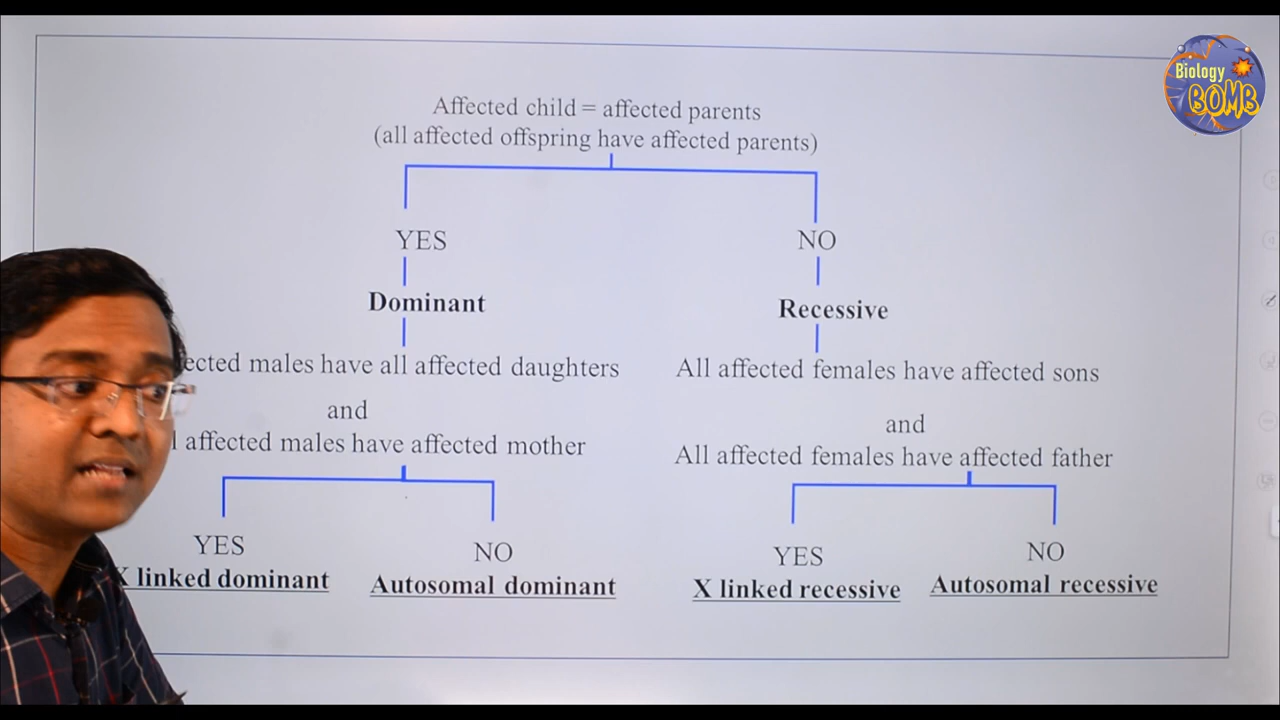 Biology
BOMB
Affected child = affected parents
(all affected offspring have affected parents)
YES
NO
Dominant
Recessive
males have all affected daughters
All affected females have affected sons
and
and
affected males have affected mother
All affected females have affected father
YES
NO
YES
NO
X linked dominant
Autosomal dominant
X linked recessive
Autosomal recessive